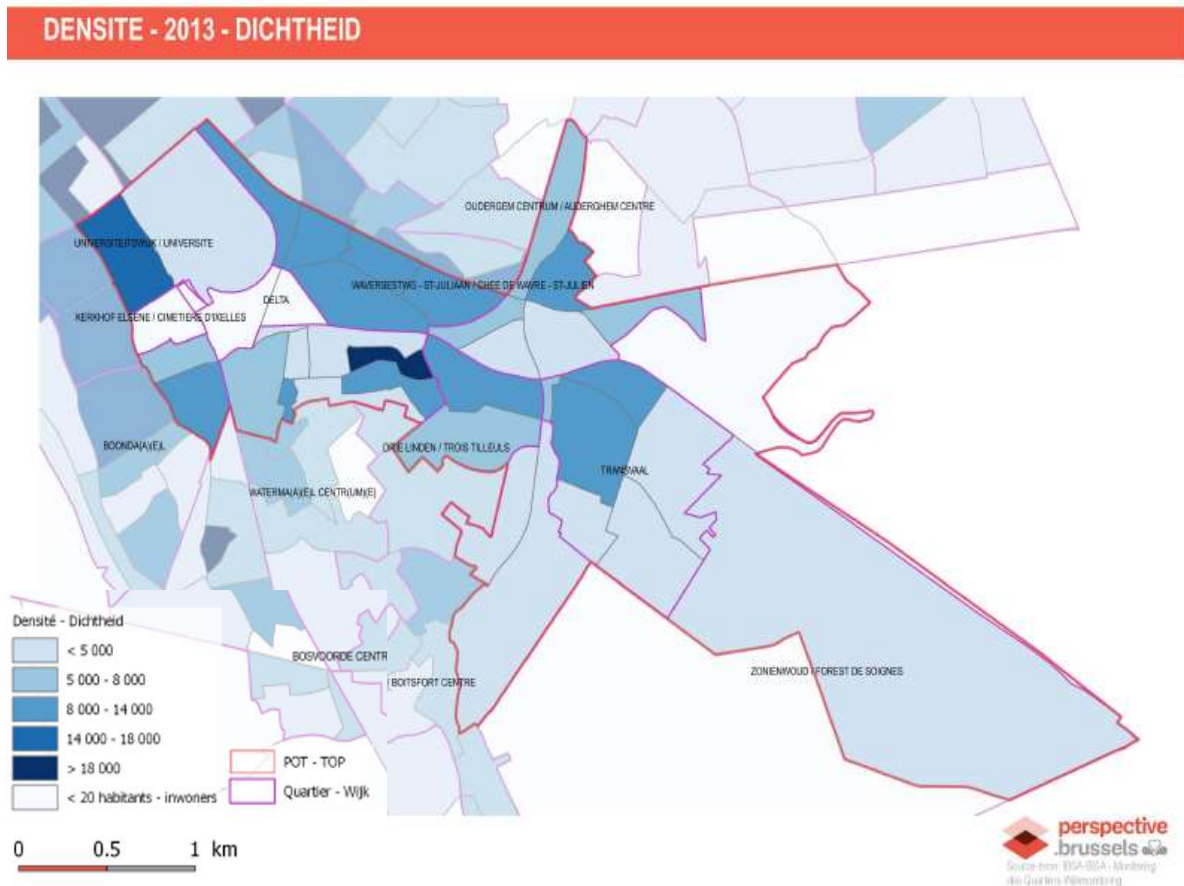 DENSITE - 2013 - DICHTHEID
OUDERGEM CENTRUM / AUDERGHEM CENTRE
UNIVERSITEITSWIJK / UNIVERSITE
WAVERSESTWG - ST-JULIAAN / CHEE DE WAVRE - ST-JULIEN
DELTA
KERKHOF ELSENE / CIMETIERE D'IXELLES
BOONDA(A)(E)L
DRIE LINDEN / TROIS TILLEULS
TRANSVAAL
WATERMA(A)(E)L CENTR(UM)(E)
Densité - Dichtheid
< 5 000
5 000 - 8 000
8 000 - 14 000
14 000 - 18 000
> 18 000
< 20 habitants - inwoners
POT - TOP
Quartier - Wijk
BOSVOORDE CENTR
/ BOITSFORT CENTRE
ZONIENWOUD / FOREST DE SOIGNES
0 0.5 1 km
perspective
.brussels
des Quartiers Wijkmonitoring